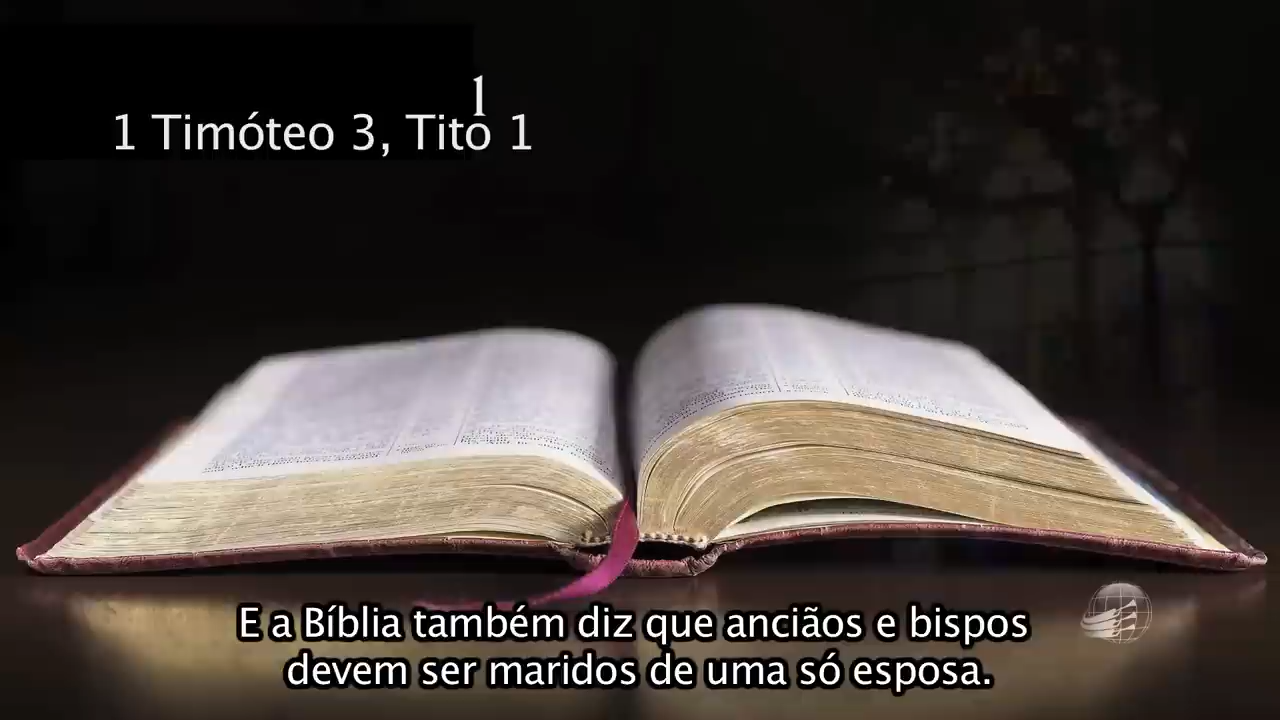 1
1 Timóteo 3, Tito 1
E a Bíblia também diz que anciãos e bispos
devem ser maridos de uma só esposa.